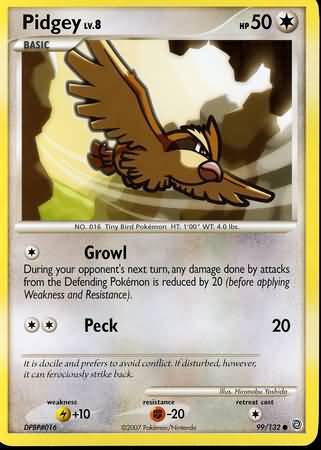 Pidgey LV.8 HP 50
BASIC
NO. 016 Tiny Bird Pokémon HT: 1'00" WT: 4.0 lbs.
Growl
During your opponent's next turn, any damage done by attacks
from the Defending Pokémon is reduced by 20 (before applying
Weakness and Resistance).
Peck 20
It is docile and prefers to avoid conflict. If disturbed, however,
it can ferociously strike back.
Illus. Hironobu Yoshida
weakness resistance retreat cost
+10 -20
DPBP#016 ©2007 Pokémon/Nintendo 99/132